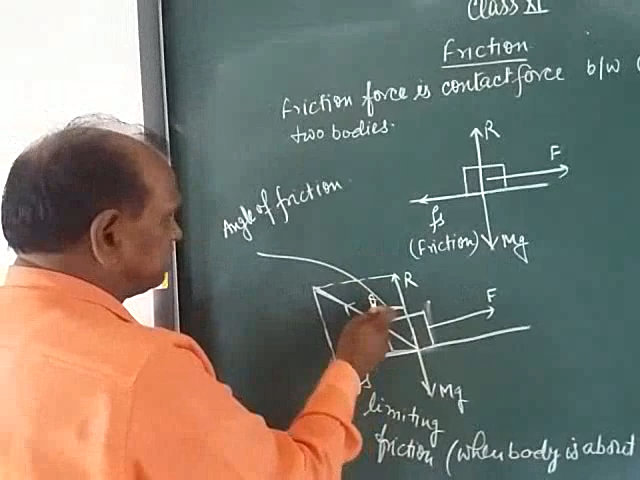 Class XI
Friction
Friction force is contact force b/w
two bodies.
R
F
fs
(Friction)
Mg
Angle of friction
R
F
Mg
limiting
friction (when body is about